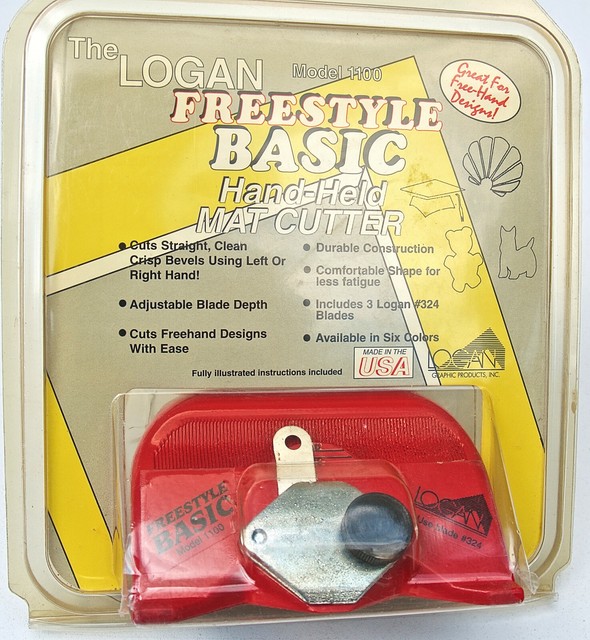 The LOGAN Model 1100
FREESTYLE
BASIC
Hand-Held
MAT CUTTER
Great For
Free-Hand
Designs!
• Cuts Straight, Clean
Crisp Bevels Using Left Or
Right Hand!
• Adjustable Blade Depth
• Cuts Freehand Designs
With Ease
• Durable Construction
• Comfortable Shape for
less fatigue
• Includes 3 Logan #324
Blades
• Available in Six Colors
Fully illustrated instructions included
MADE IN THE
USA
LOGAN
GRAPHIC PRODUCTS, INC.
FREESTYLE
BASIC
Model 1100
LOGAN
Use blade #324